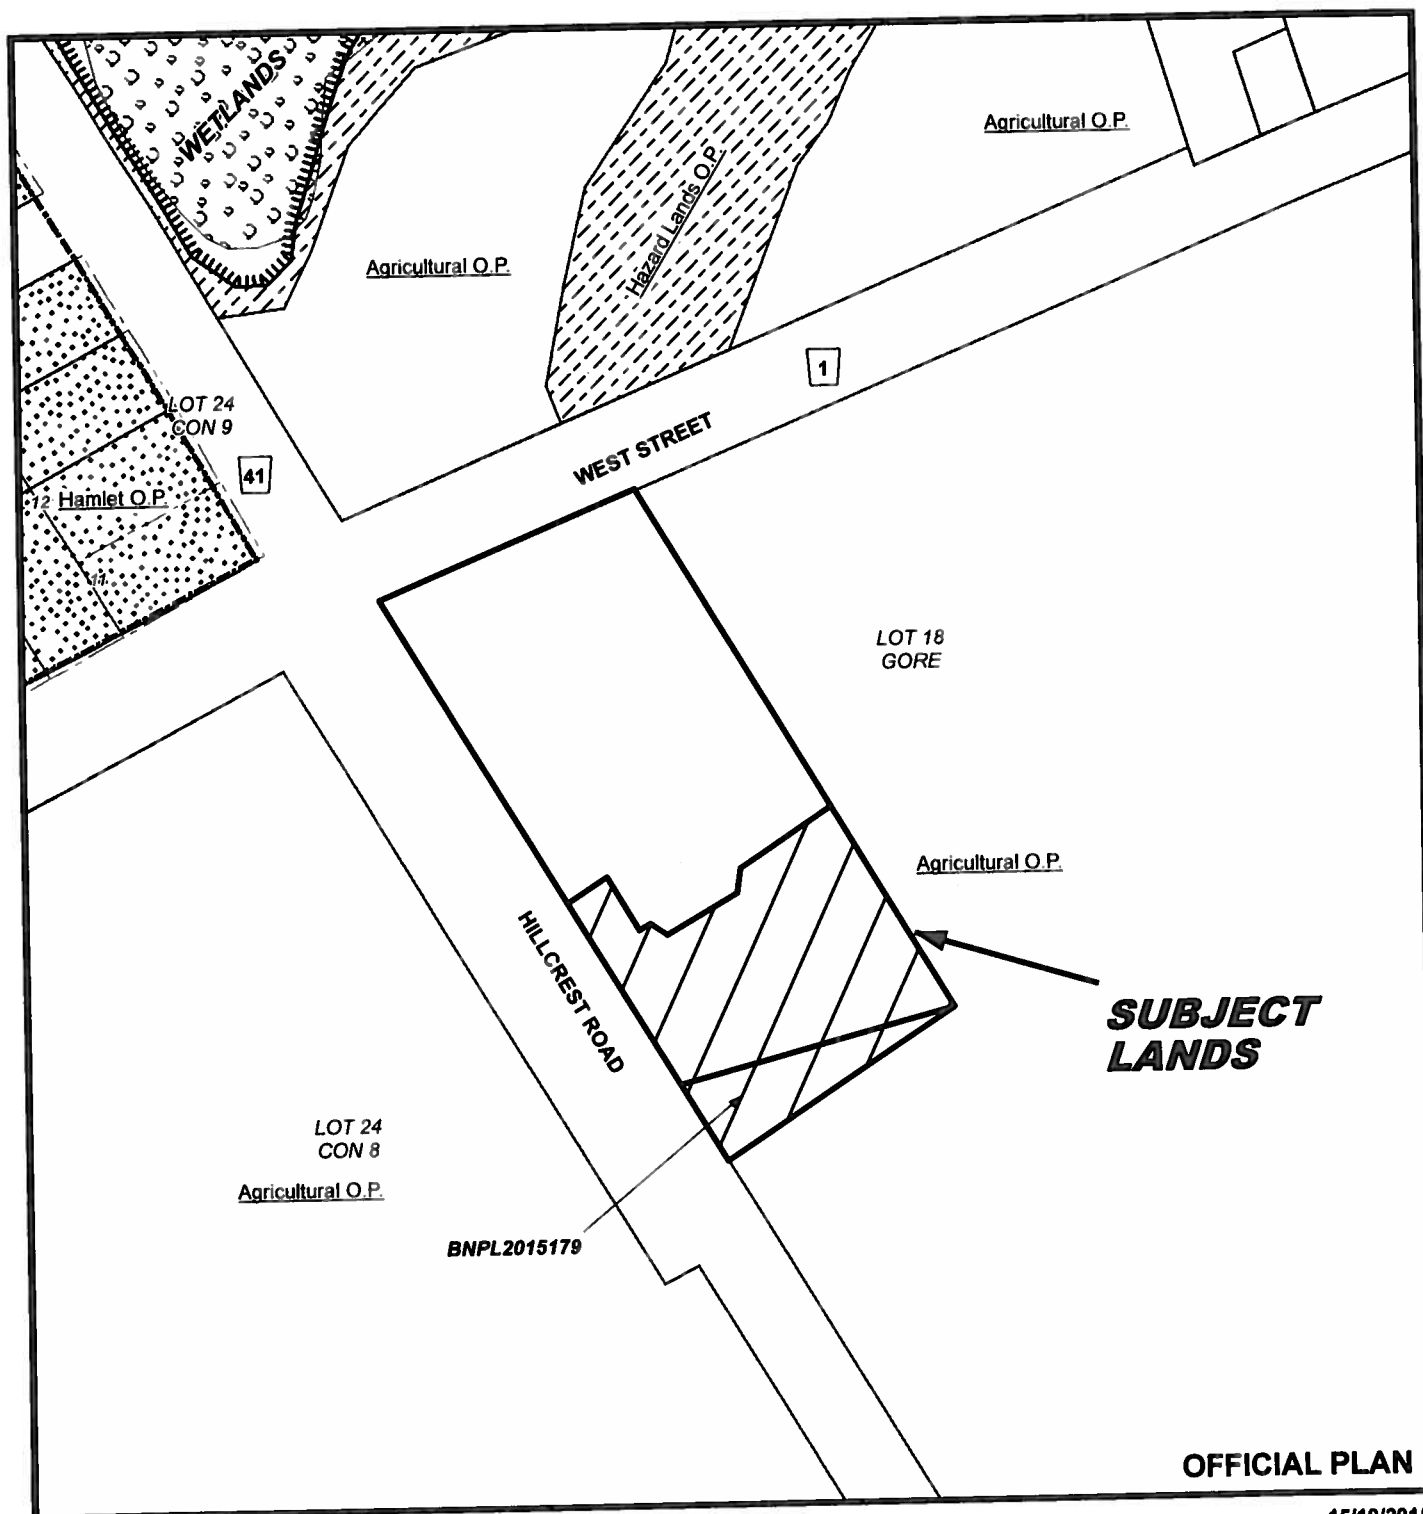 WETLANDS
Agricultural O.P.
Hazard Lands O.P.
Agricultural O.P.
LOT 24
CON 9
1
WEST STREET
41
12
Hamlet O.P.
11
LOT 18
GORE
Agricultural O.P.
HILLCREST ROAD
SUBJECT
LANDS
LOT 24
CON 8
Agricultural O.P.
BNPL2015179
OFFICIAL PLAN